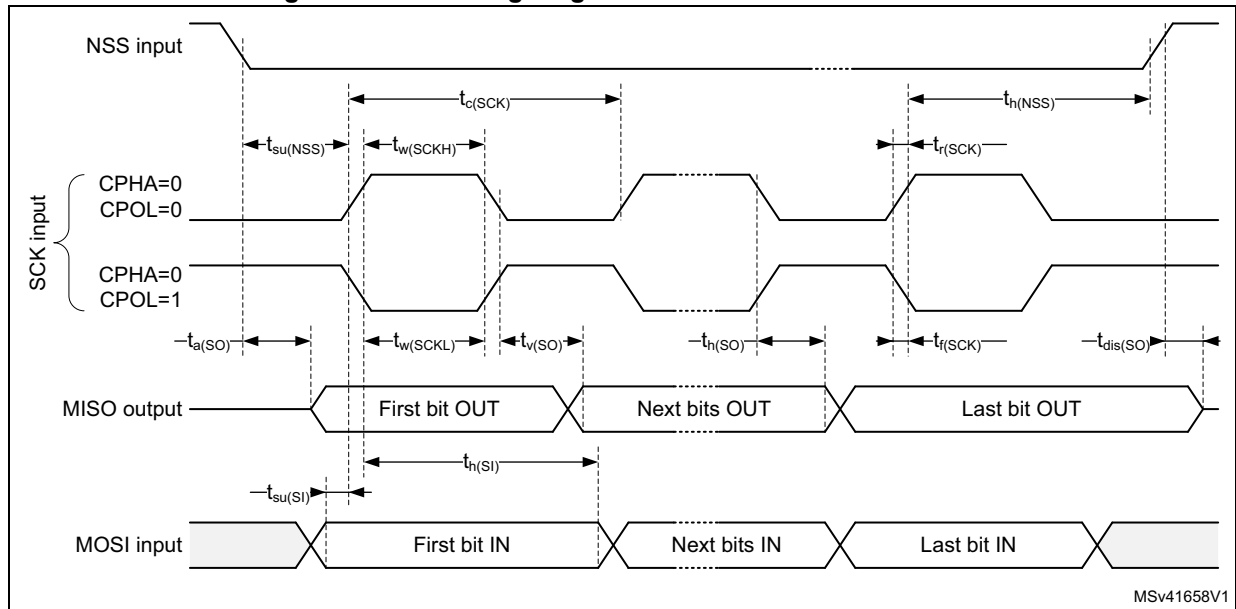 NSS input
tc(SCK)
th(NSS)
tsu(NSS)
tw(SCKH)
tr(SCK)
SCK input
CPHA=0
CPOL=0
CPHA=0
CPOL=1
ta(SO)
tw(SCKL)
tv(SO)
th(SO)
tf(SCK)
tdis(SO)
MISO output
First bit OUT
Next bits OUT
Last bit OUT
th(SI)
tsu(SI)
MOSI input
First bit IN
Next bits IN
Last bit IN
MSv41658V1